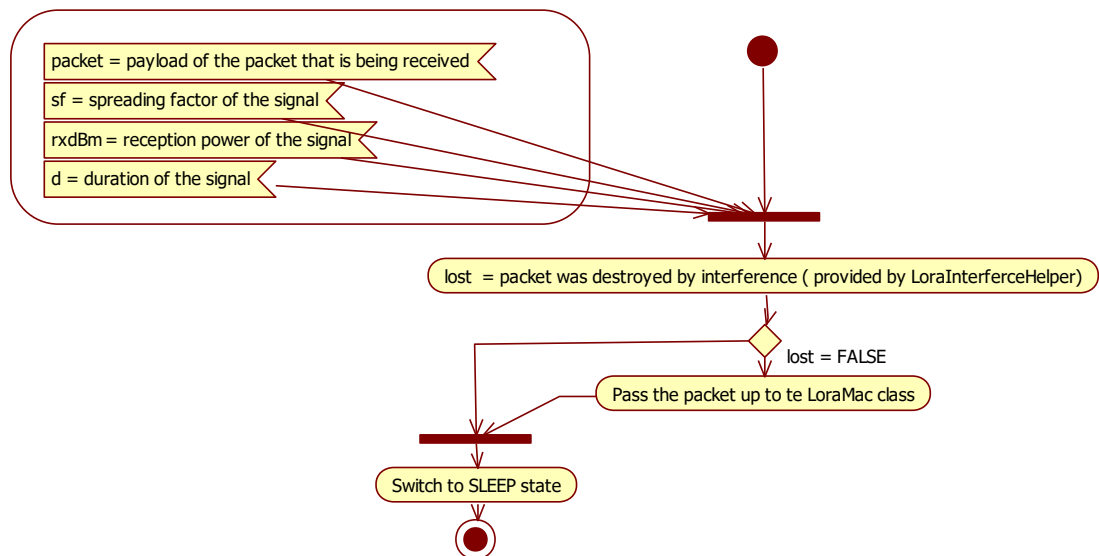 packet = payload of the packet that is being received
sf = spreading factor of the signal
rxdBm = reception power of the signal
d = duration of the signal
lost = packet was destroyed by interference ( provided by LoraInterferceHelper)
lost = FALSE
Pass the packet up to te LoraMac class
Switch to SLEEP state